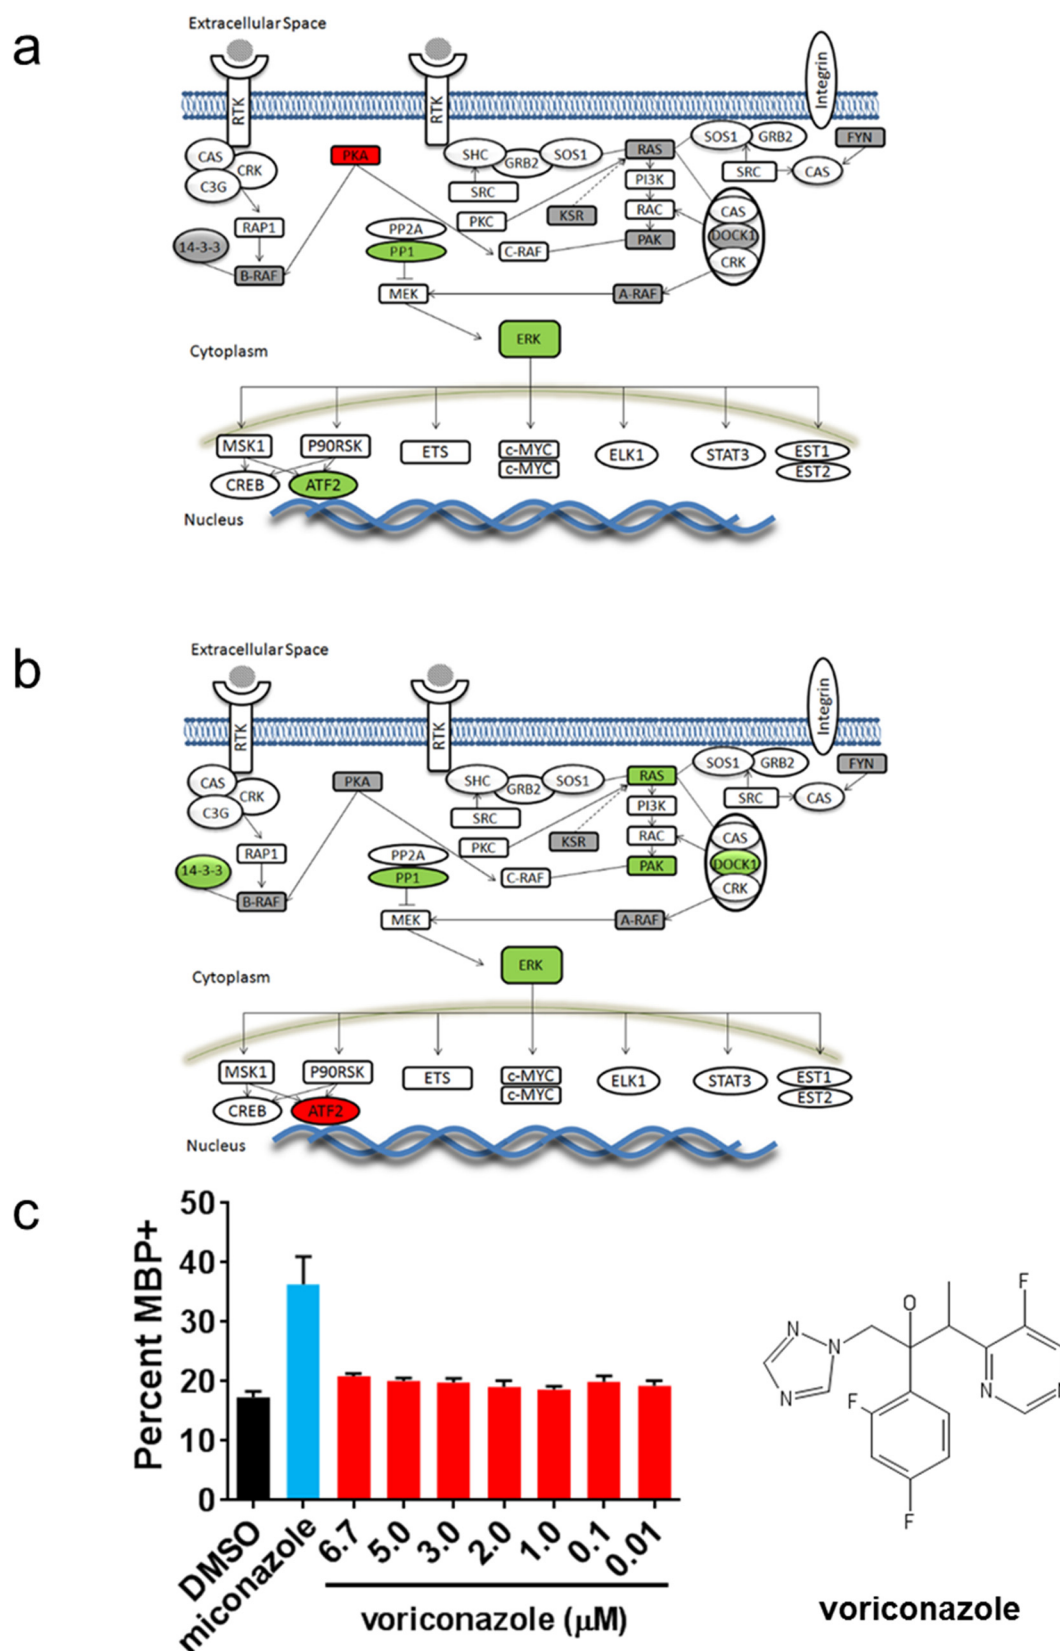 a
Extracellular Space
RTK
RTK
Integrin
CAS
CRK
C3G
PKA
SHC
GRB2
SOS1
RAS
SOS1
GRB2
FYN
SRC
PI3K
SRC
CAS
PKC
KSR
RAC
CAS
RAP1
PP2A
14-3-3
PP1
C-RAF
PAK
DOCK1
CRK
B-RAF
MEK
A-RAF
ERK
Cytoplasm
MSK1
P90RSK
ETS
c-MYC
c-MYC
ELK1
STAT3
EST1
EST2
CREB
ATF2
Nucleus
b
Extracellular Space
RTK
RTK
Integrin
CAS
CRK
C3G
PKA
SHC
GRB2
SOS1
RAS
SOS1
GRB2
FYN
SRC
PI3K
SRC
CAS
PKC
KSR
RAC
CAS
RAP1
PP2A
14-3-3
PP1
C-RAF
PAK
DOCK1
CRK
B-RAF
MEK
A-RAF
ERK
Cytoplasm
MSK1
P90RSK
ETS
c-MYC
c-MYC
ELK1
STAT3
EST1
EST2
CREB
ATF2
Nucleus
c
Percent MBP+
50
40
30
20
10
0
DMSO
miconazole
6.7
5.0
3.0
2.0
1.0
0.1
0.01
voriconazole (µM)
O
F
N
N
N
F
N
N
F
voriconazole